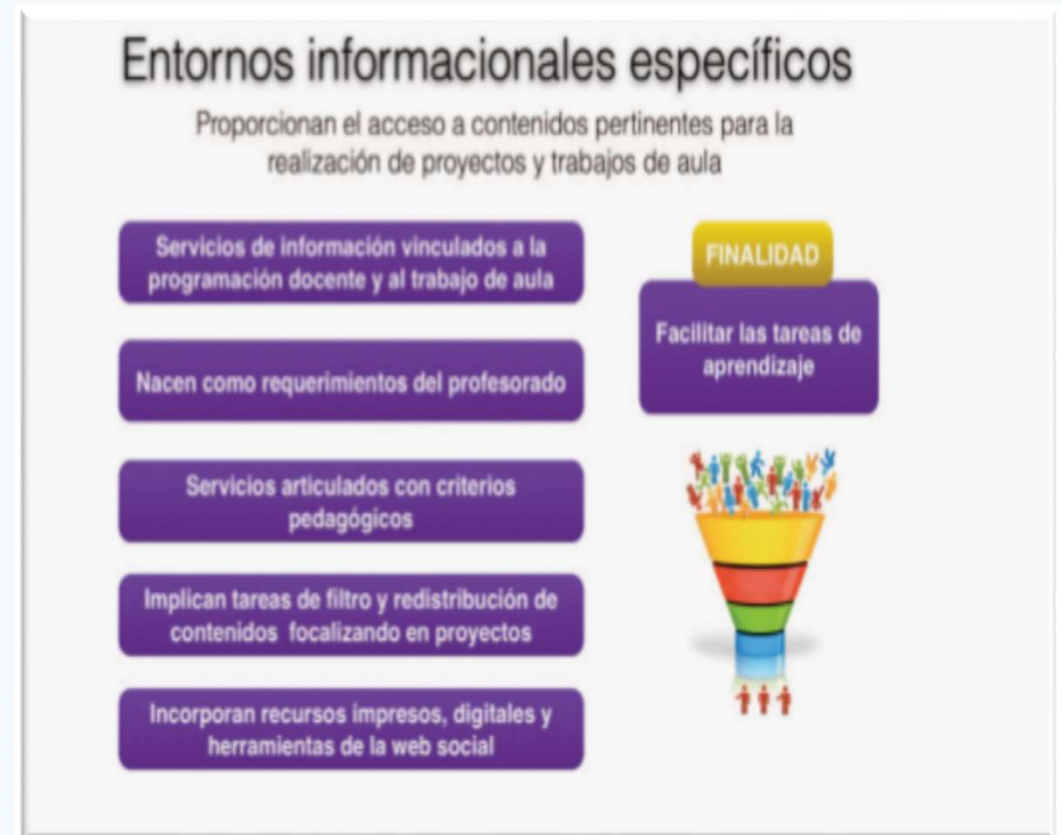 Entornos informacionales específicos
Proporcionan el acceso a contenidos pertinentes para la
realización de proyectos y trabajos de aula
Servicios de información vinculados a la
programación docente y al trabajo de aula
Nacen como requerimientos del profesorado
Servicios articulados con criterios
pedagógicos
Implican tareas de filtro y redistribución de
contenidos focalizando en proyectos
Incorporan recursos impresos, digitales y
herramientas de la web social
FINALIDAD
Facilitar las tareas de
aprendizaje